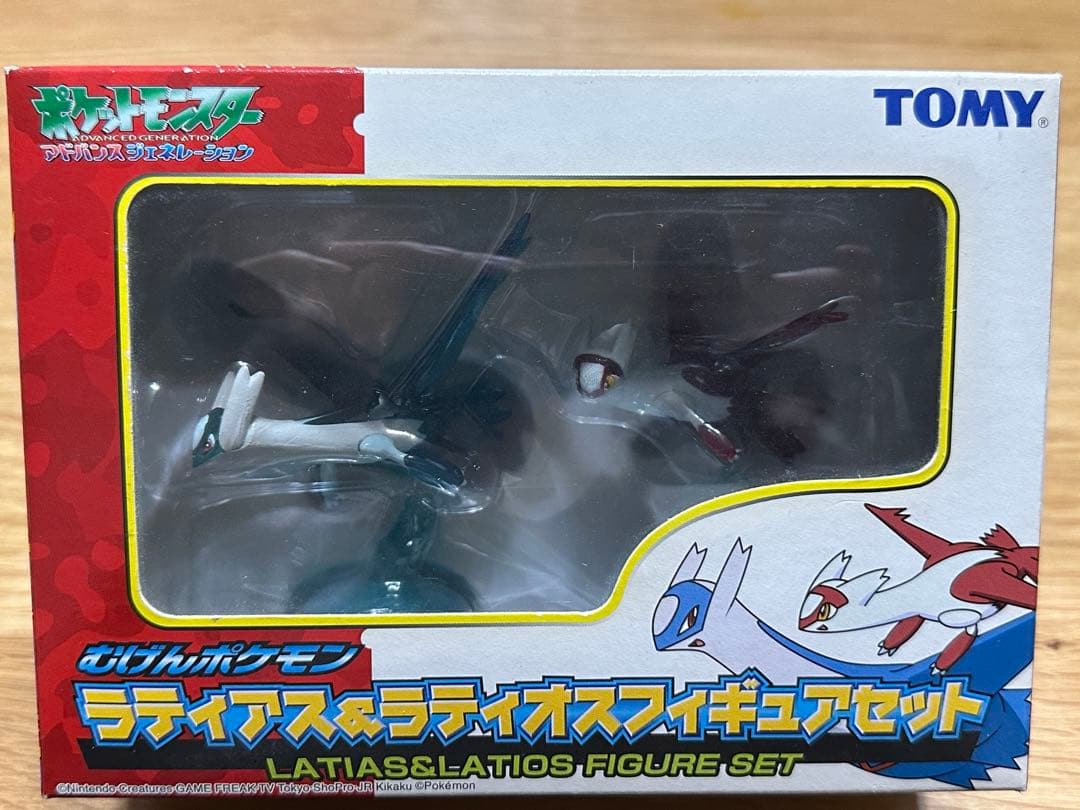 ポケットモンスター
ADVANCED GENERATION
アドバンスジェネレーション
TOMY®
むげんポケモン
ラティアス&ラティオスフィギュアセット
LATIAS&LATIOS FIGURE SET
©Nintendo·Creatures·GAME FREAK·TV Tokyo·ShoPro·JR Kikaku ©Pokémon